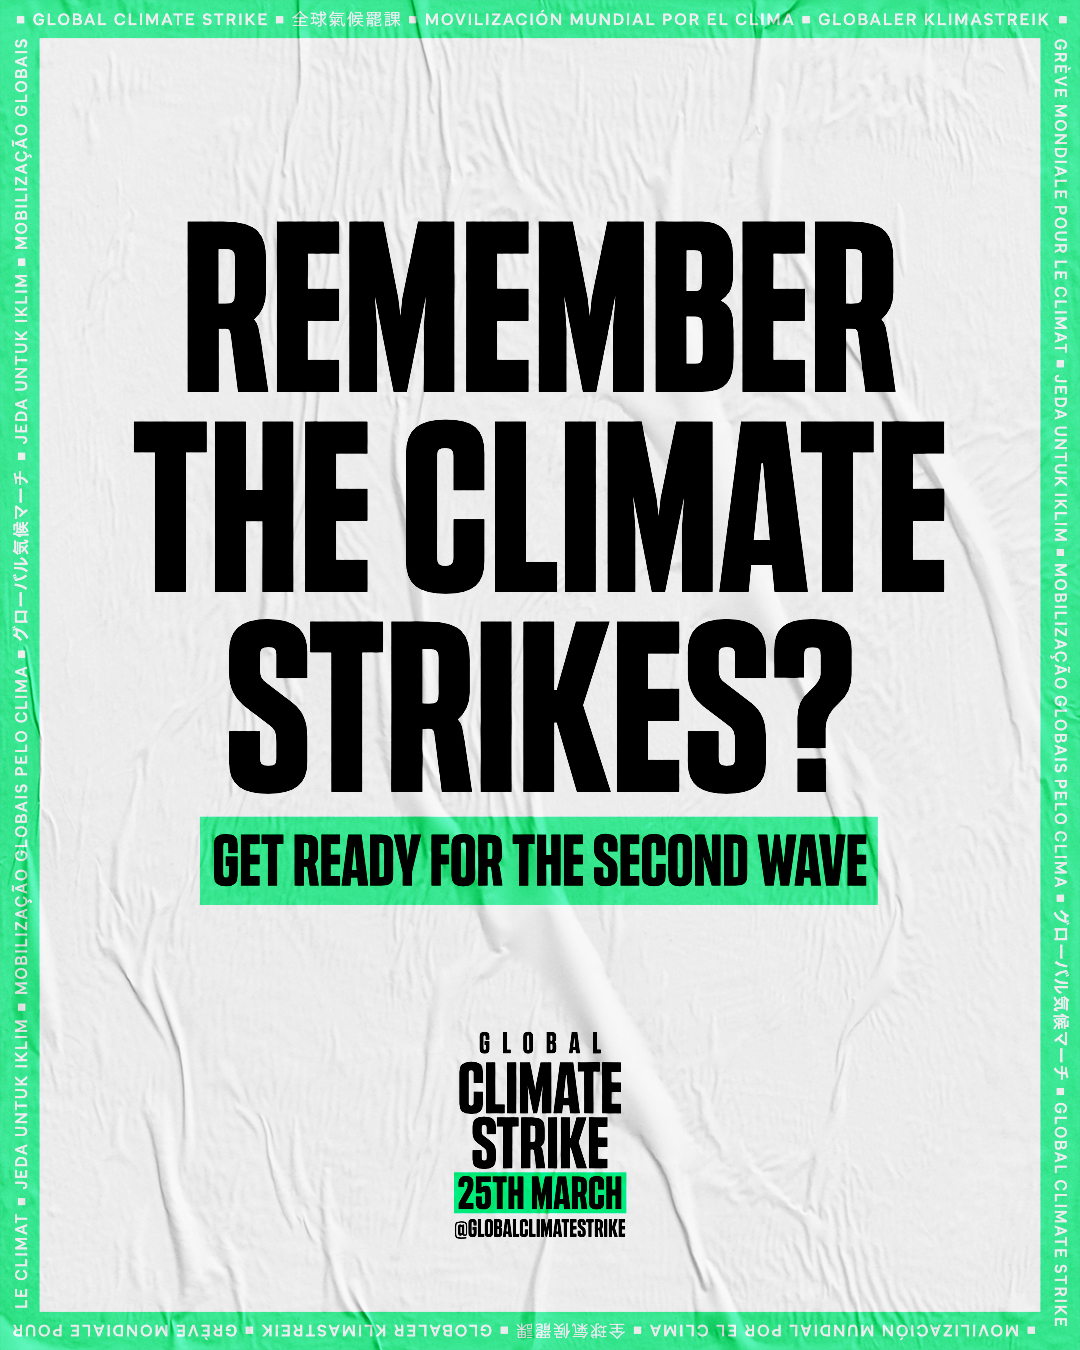 ■ GLOBAL CLIMATE STRIKE ■ 全球氣候罷課 ■ MOVILIZACIÓN MUNDIAL POR EL CLIMA ■ GLOBALER KLIMASTREIK ■
GRÈVE MONDIALE POUR LE CLIMAT ■ JEDA UNTUK IKLIM ■ MOBILIZAÇÃO GLOBAIS PELO CLIMA ■ グローバル気候マーチ ■ GLOBAL CLIMATE STRIKE
■ MOVILIZACIÓN MUNDIAL POR EL CLIMA ■ 全球氣候罷課 ■ GLOBALER KLIMASTREIK ■ GRÈVE MONDIALE POUR
LE CLIMAT ■ JEDA UNTUK IKLIM ■ MOBILIZAÇÃO GLOBAIS PELO CLIMA ■ グローバル気候マーチ ■ JEDA UNTUK IKLIM ■ MOBILIZAÇÃO GLOBAIS
REMEMBER
THE CLIMATE
STRIKES?
GET READY FOR THE SECOND WAVE
GLOBAL
CLIMATE
STRIKE
25TH MARCH
@GLOBALCLIMATESTRIKE